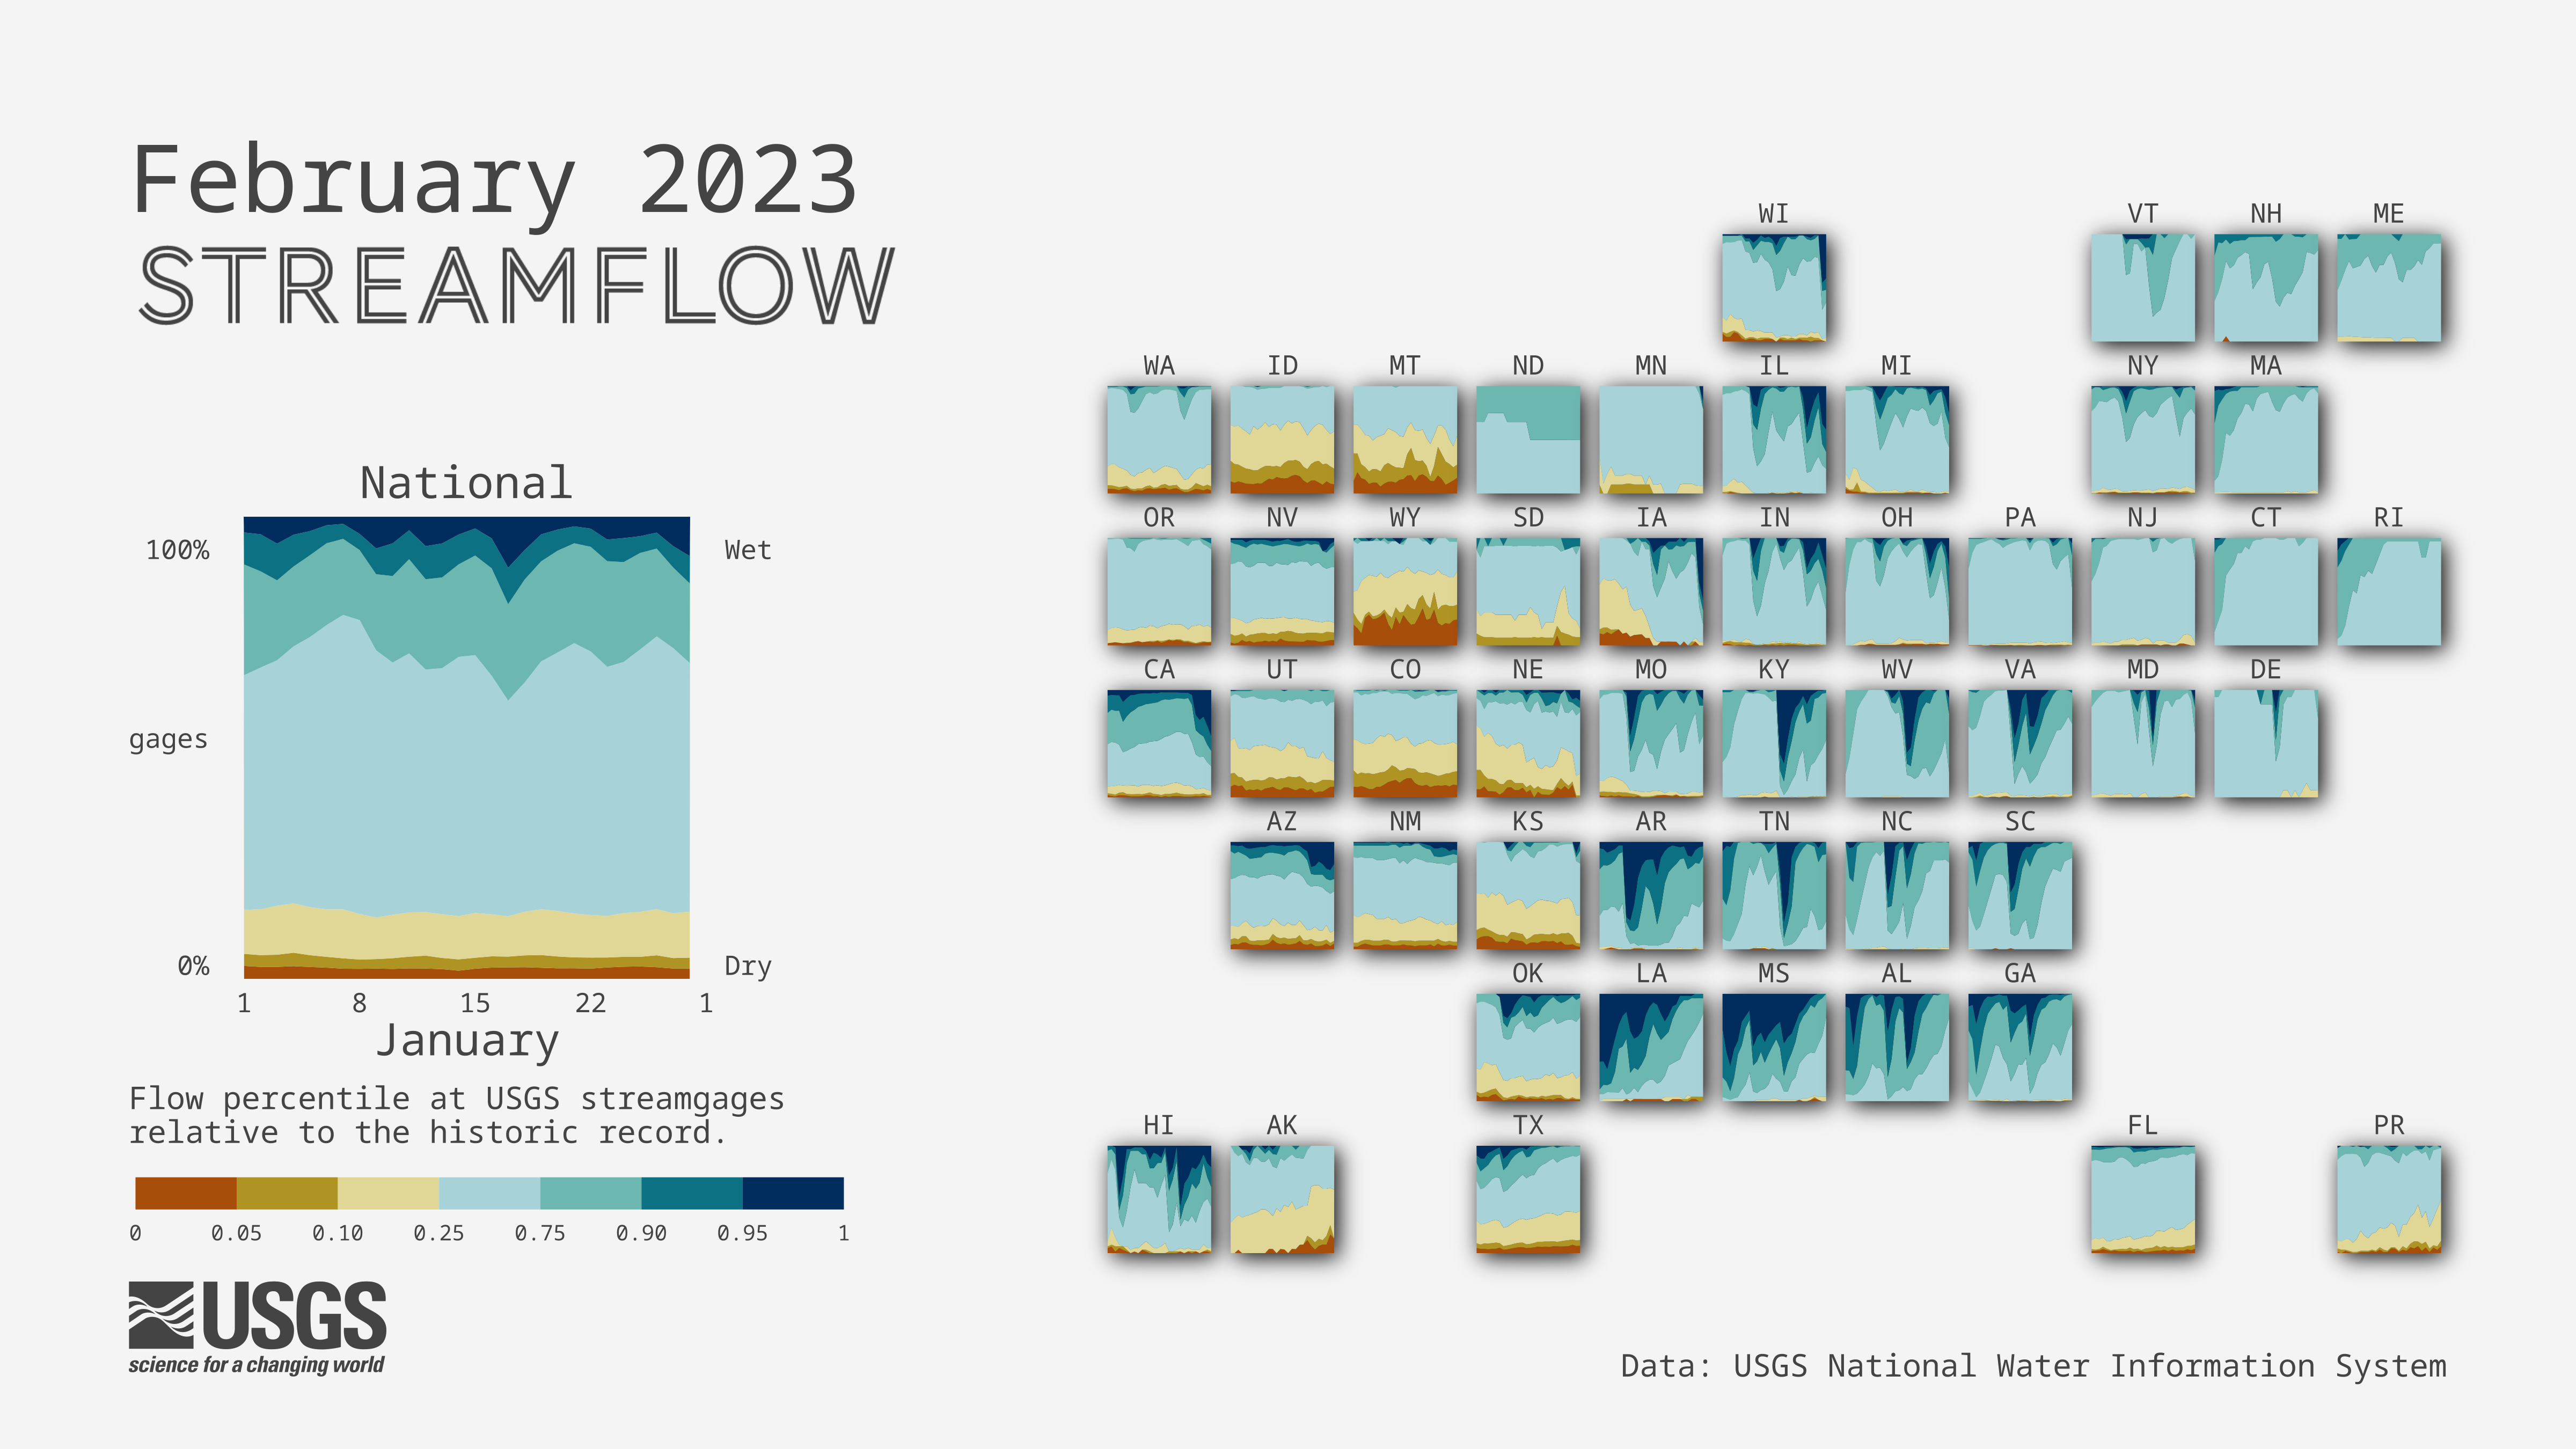 February 2023
STREAMFLOW
National
100%
Wet
gages
0%
Dry
1 8 15 22 1
January
Flow percentile at USGS streamgages
relative to the historic record.
0 0.05 0.10 0.25 0.75 0.90 0.95 1
USGS
science for a changing world
WI VT NH ME
WA ID MT ND MN IL MI NY MA
OR NV WY SD IA IN OH PA NJ CT RI
CA UT CO NE MO KY WV VA MD DE
AZ NM KS AR TN NC SC
OK LA MS AL GA
HI AK TX FL PR
Data: USGS National Water Information System